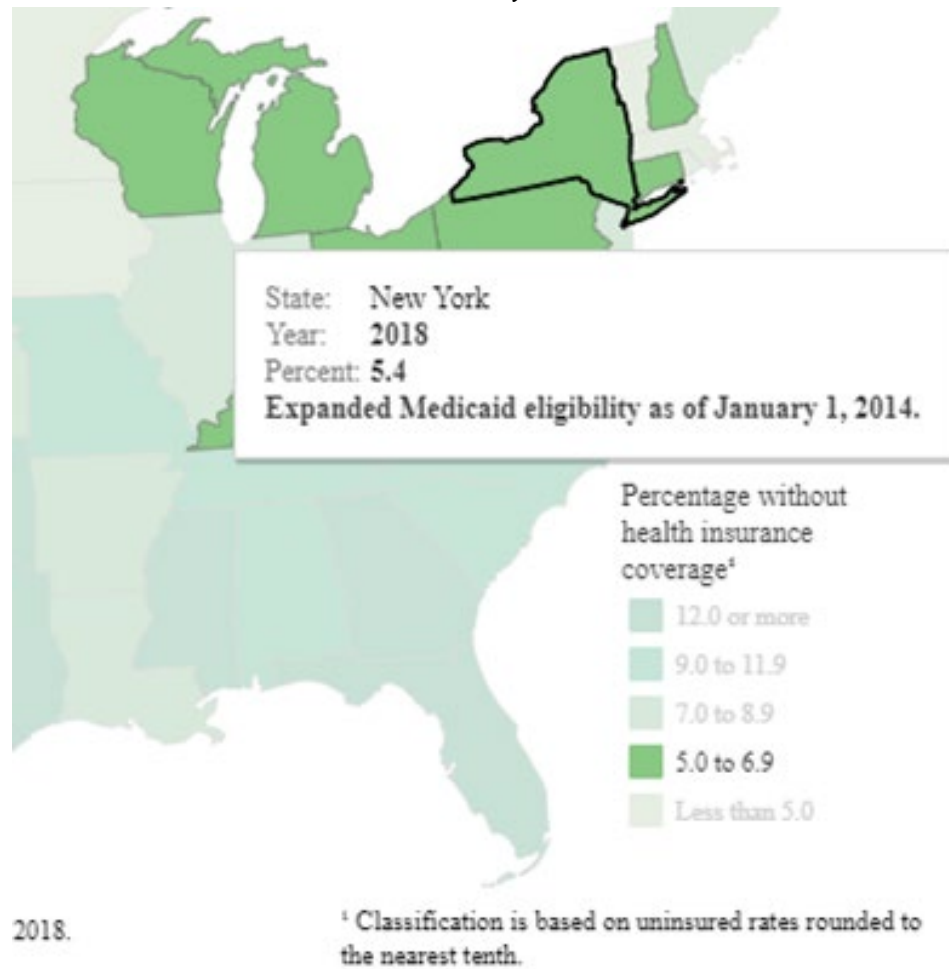 State: New York
Year: 2018
Percent: 5.4
Expanded Medicaid eligibility as of January 1, 2014.
Percentage without
health insurance
coverage¹
12.0 or more
9.0 to 11.9
7.0 to 8.9
5.0 to 6.9
Less than 5.0
2018.
¹ Classification is based on uninsured rates rounded to
the nearest tenth.